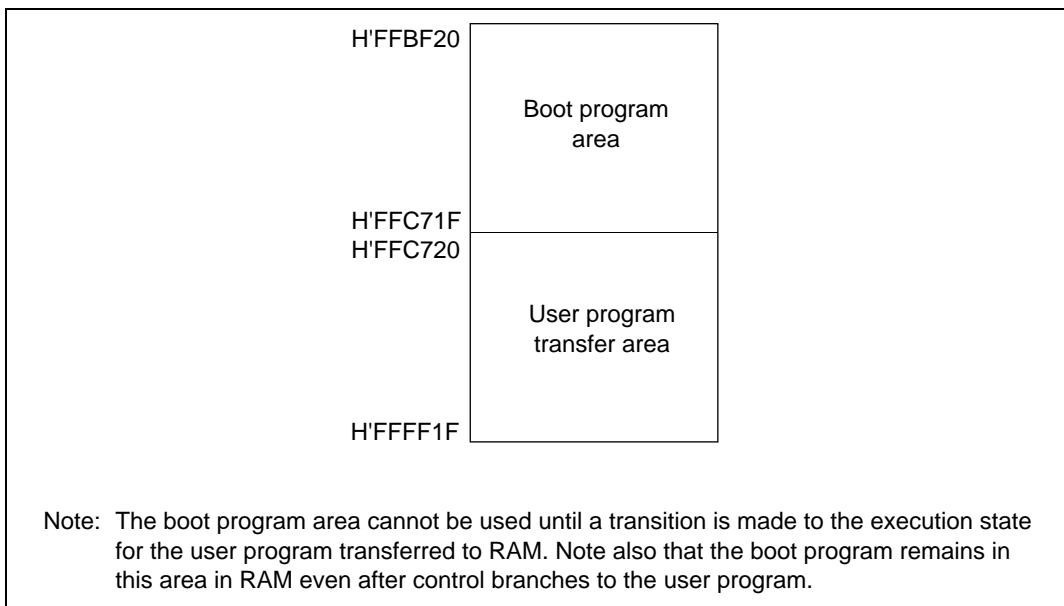 H'FFBF20
Boot program
area
H'FFC71F
H'FFC720
User program
transfer area
H'FFFF1F
Note: The boot program area cannot be used until a transition is made to the execution state
for the user program transferred to RAM. Note also that the boot program remains in
this area in RAM even after control branches to the user program.